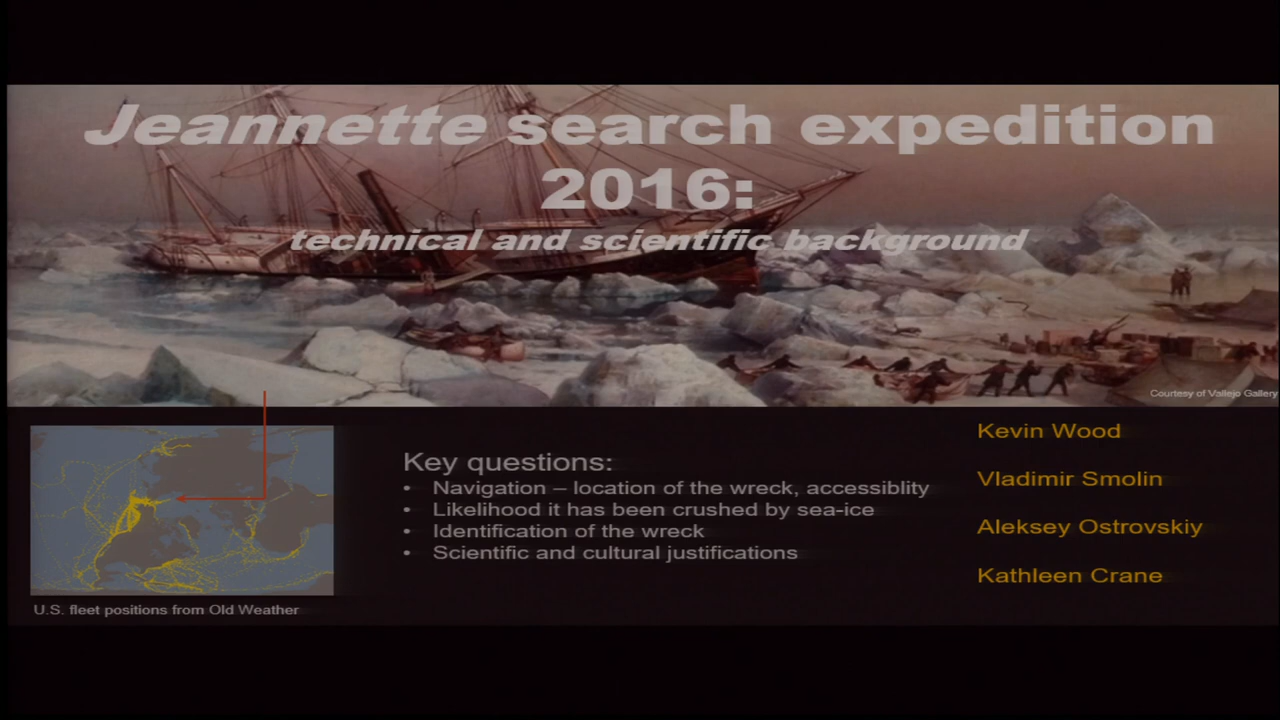 Jeannette search expedition
2016:
technical and scientific background
Courtesy of Vallejo Gallery
Key questions:
• Navigation – location of the wreck, accessiblity
• Likelihood it has been crushed by sea-ice
• Identification of the wreck
• Scientific and cultural justifications
Kevin Wood
Vladimir Smolin
Aleksey Ostrovskiy
Kathleen Crane
U.S. fleet positions from Old Weather